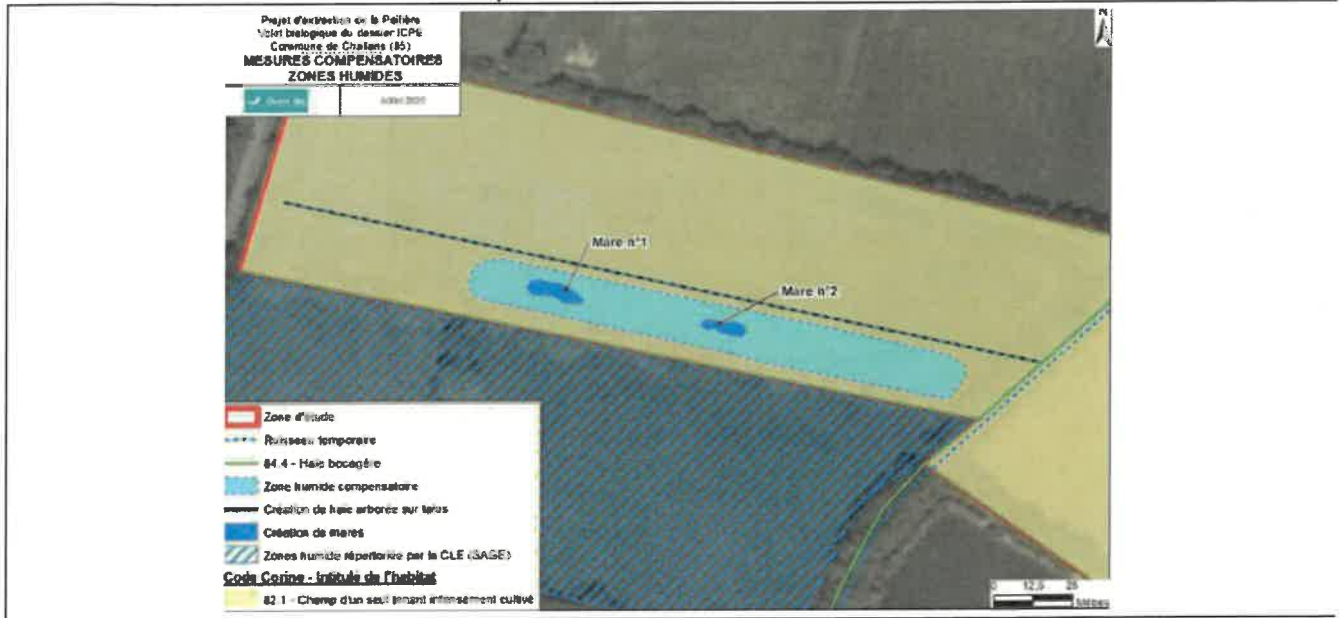 Projet d'extraction de la Poilière
Volet biologique du dossier ICPE
Commune de Challans (85)
MESURES COMPENSATOIRES
ZONES HUMIDES
2020
N
Mare n°1
Mare n°2
Zone d'étude
Ruisseau temporaire
84.4 - Haie bocagère
Zone humide compensatoire
Création de haie arborée sur talus
Création de mares
Zones humide répertoriée par la CLE (SAGE)
Code Corine - Intitulé de l'habitat
82.1 - Champ d'un seul tenant intensément cultivé
0 12,5 25
Mètres